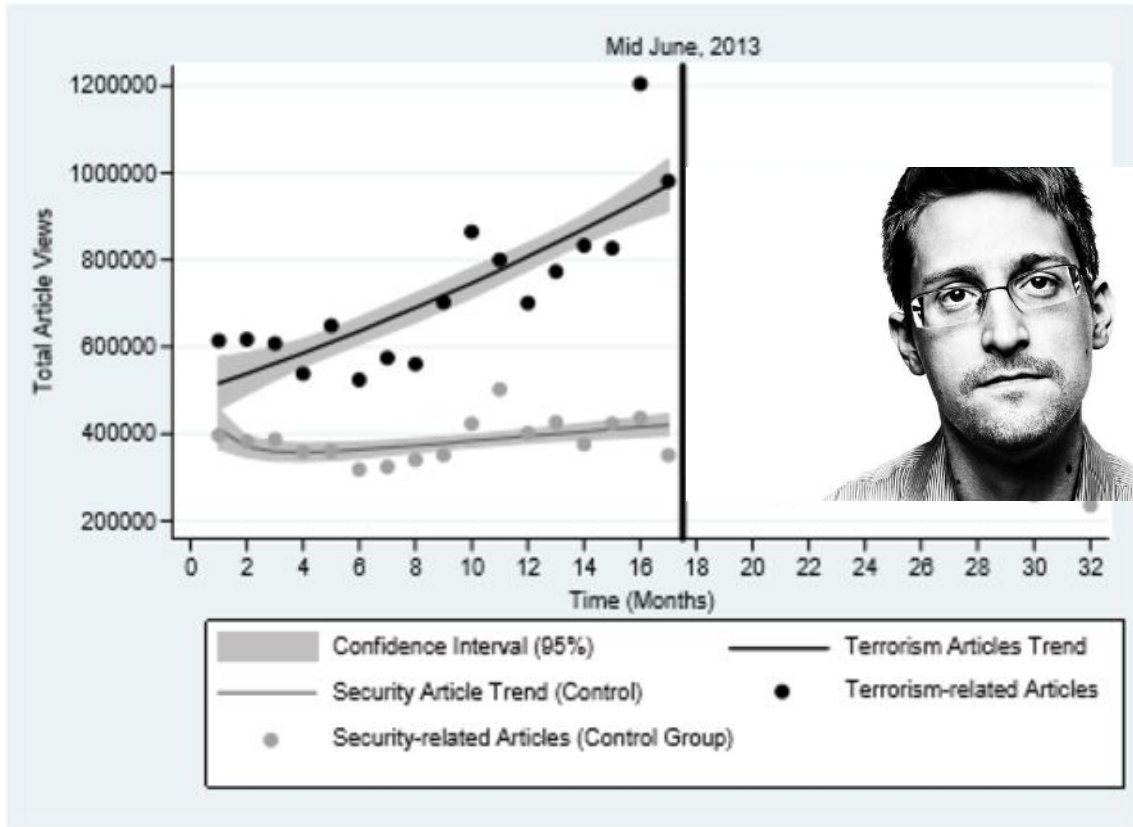 Mid June, 2013
1200000
1000000
800000
600000
400000
200000
Total Article Views
0 2 4 6 8 10 12 14 16 18 20 22 24 26 28 30 32
Time (Months)
Confidence Interval (95%) Terrorism Articles Trend
Security Article Trend (Control) Terrorism-related Articles
Security-related Articles (Control Group)